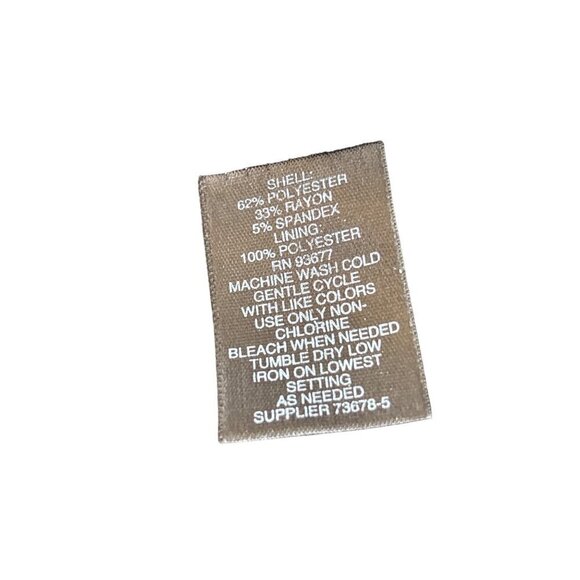 SHELL:
62% POLYESTER
33% RAYON
5% SPANDEX
LINING:
100% POLYESTER
RN 93677
MACHINE WASH COLD
GENTLE CYCLE
WITH LIKE COLORS
USE ONLY NON-
CHLORINE
BLEACH WHEN NEEDED
TUMBLE DRY LOW
IRON ON LOWEST
SETTING
AS NEEDED
SUPPLIER 73678-5